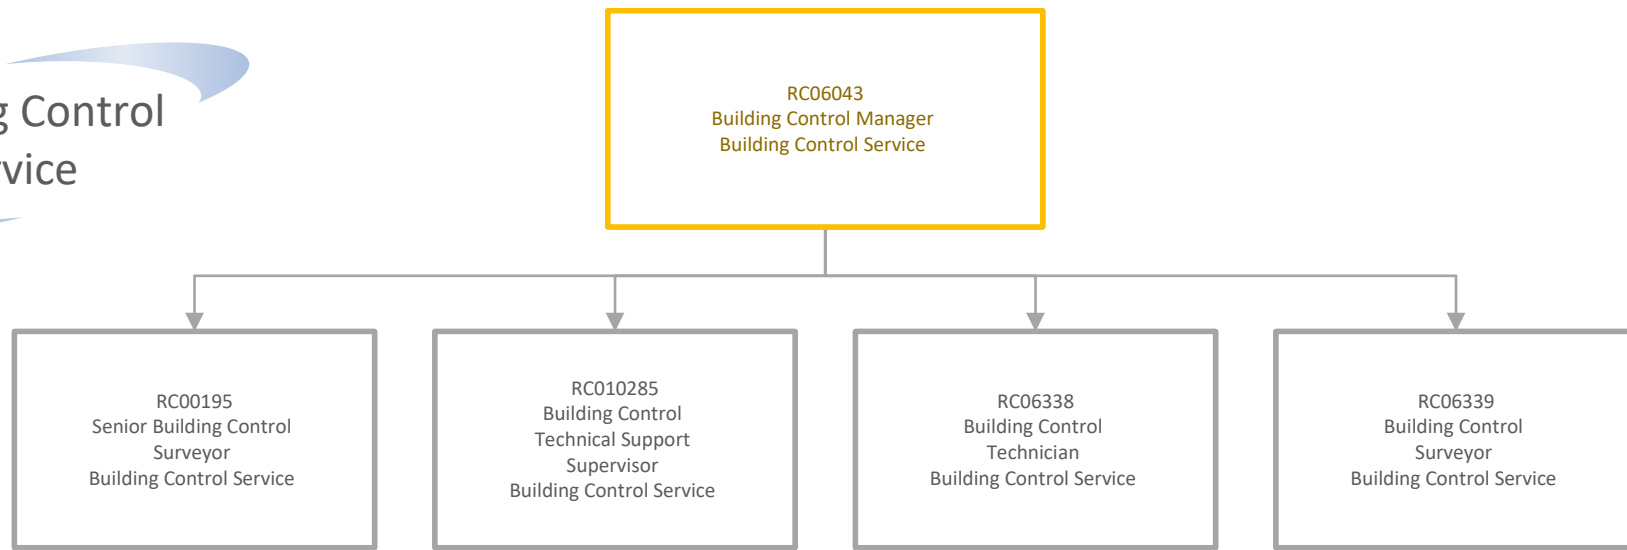 g Control
rvice
RC06043
Building Control Manager
Building Control Service
RC00195
Senior Building Control
Surveyor
Building Control Service
RC010285
Building Control
Technical Support
Supervisor
Building Control Service
RC06338
Building Control
Technician
Building Control Service
RC06339
Building Control
Surveyor
Building Control Service